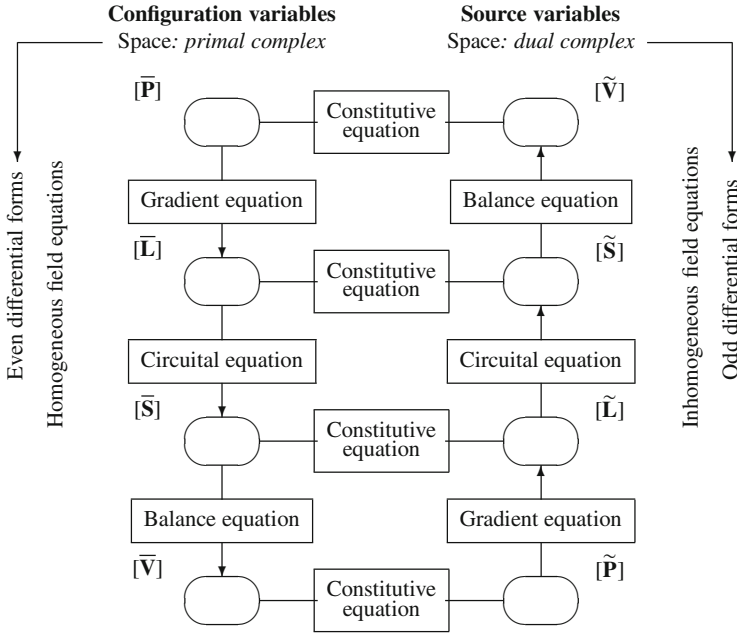 Configuration variables
Space: primal complex
Source variables
Space: dual complex
[P̅]
Constitutive
equation
[Ṽ]
Gradient equation
Balance equation
[L̅]
Constitutive
equation
[S̃]
Circuital equation
Circuital equation
[S̅]
Constitutive
equation
[L̃]
Balance equation
Gradient equation
[V̅]
Constitutive
equation
[P̃]
Even differential forms
Homogeneous field equations
Inhomogeneous field equations
Odd differential forms